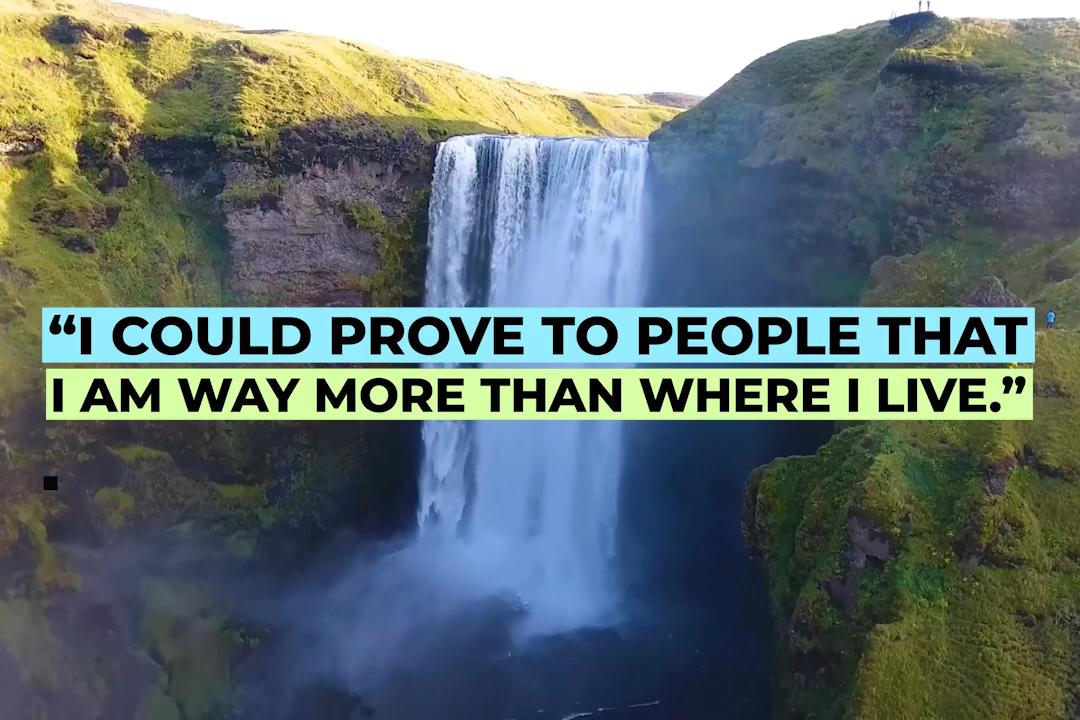 “I COULD PROVE TO PEOPLE THAT
I AM WAY MORE THAN WHERE I LIVE.”